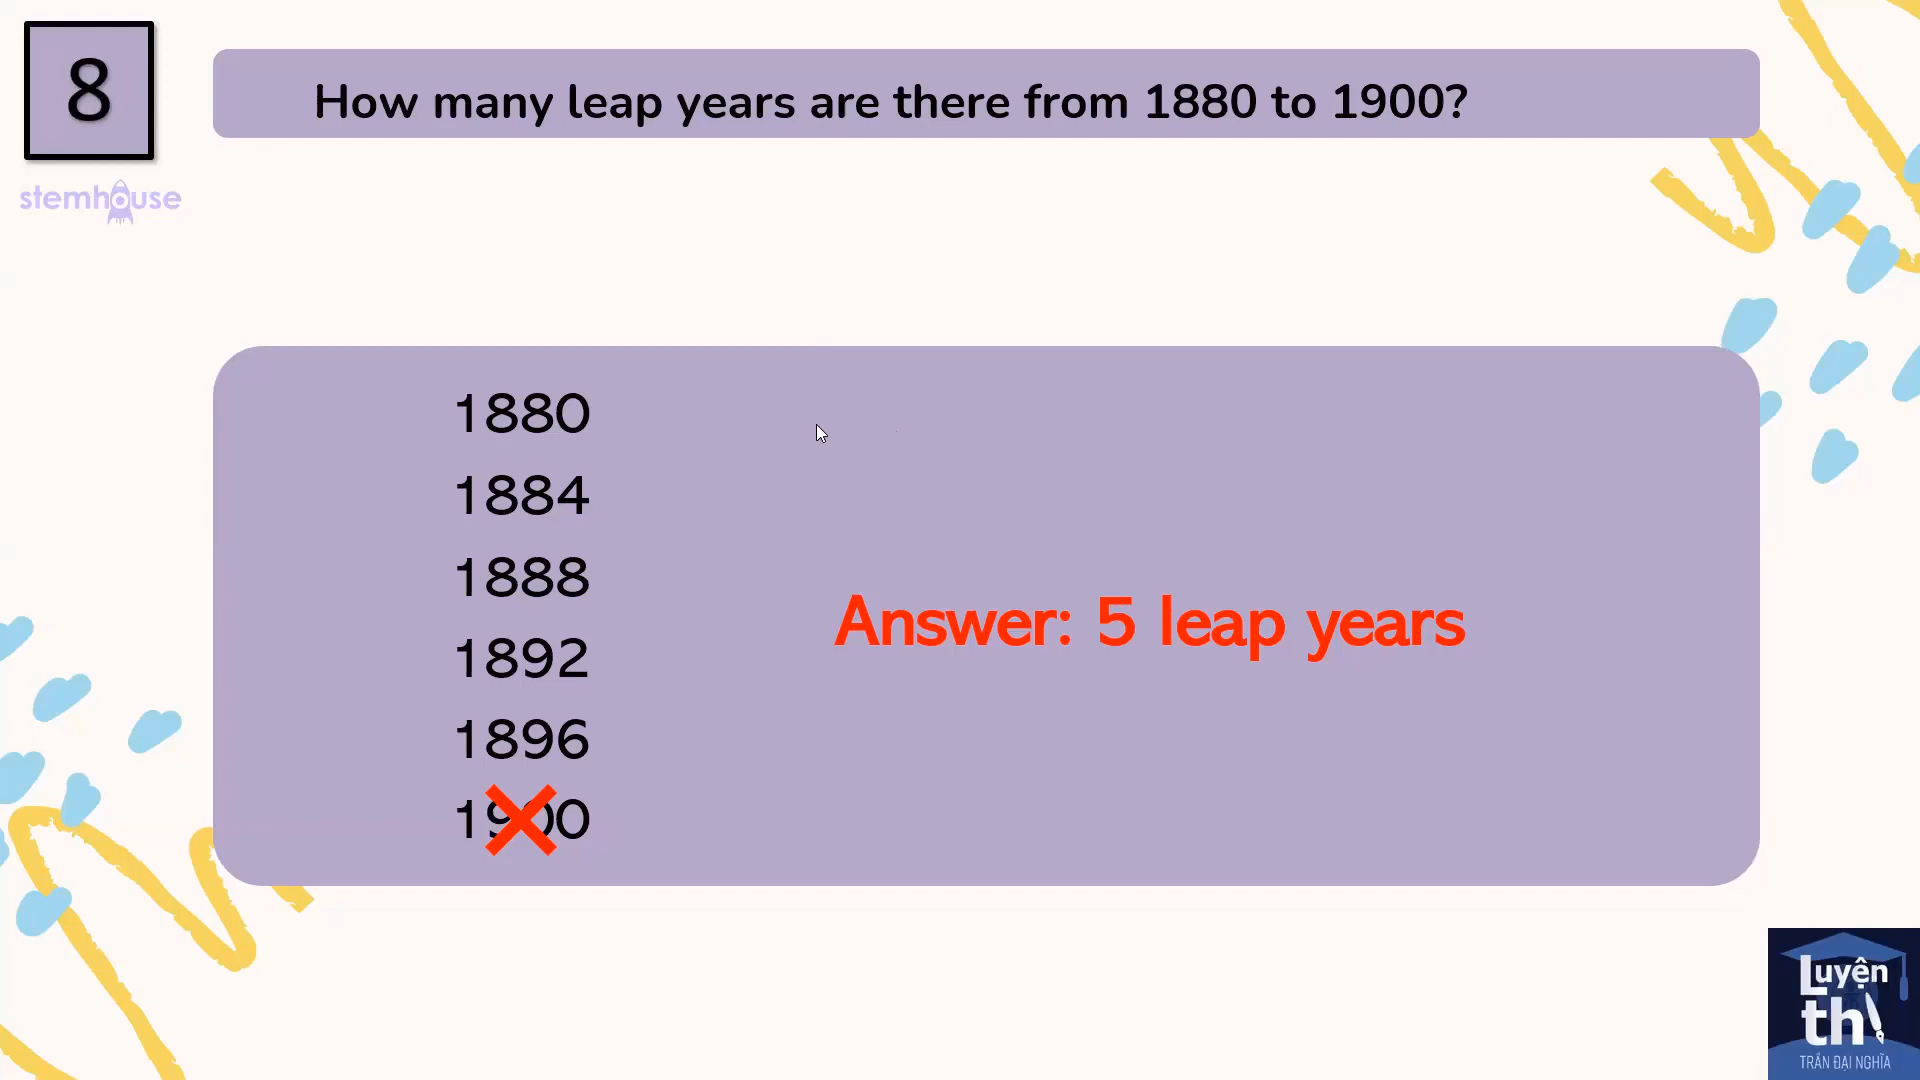 8
How many leap years are there from 1880 to 1900?
stemhouse
1880
1884
1888
1892
1896
1900
Answer: 5 leap years
Luyện
thi
TRẦN ĐẠI NGHĨA